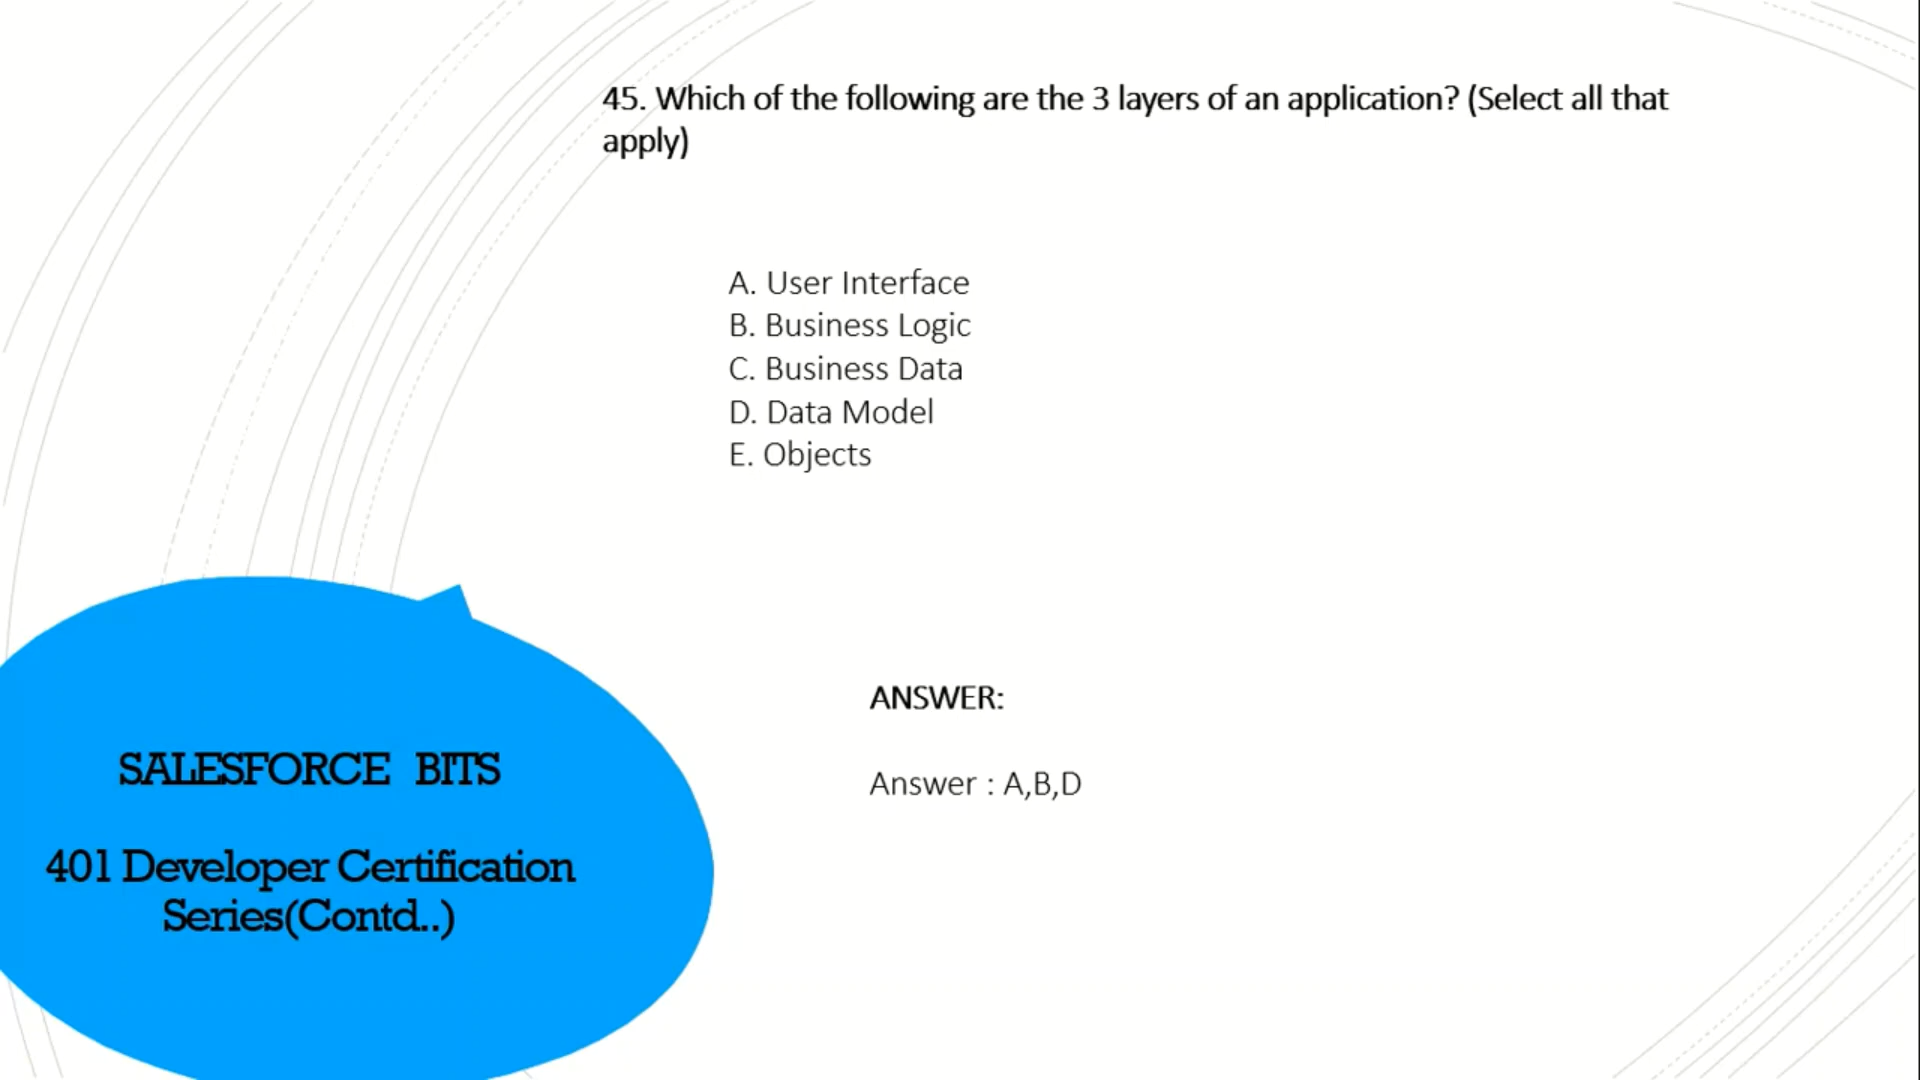 45. Which of the following are the 3 layers of an application? (Select all that
apply)
A. User Interface
B. Business Logic
C. Business Data
D. Data Model
E. Objects
ANSWER:
Answer : A,B,D
SALESFORCE BITS
401 Developer Certification
Series(Contd..)